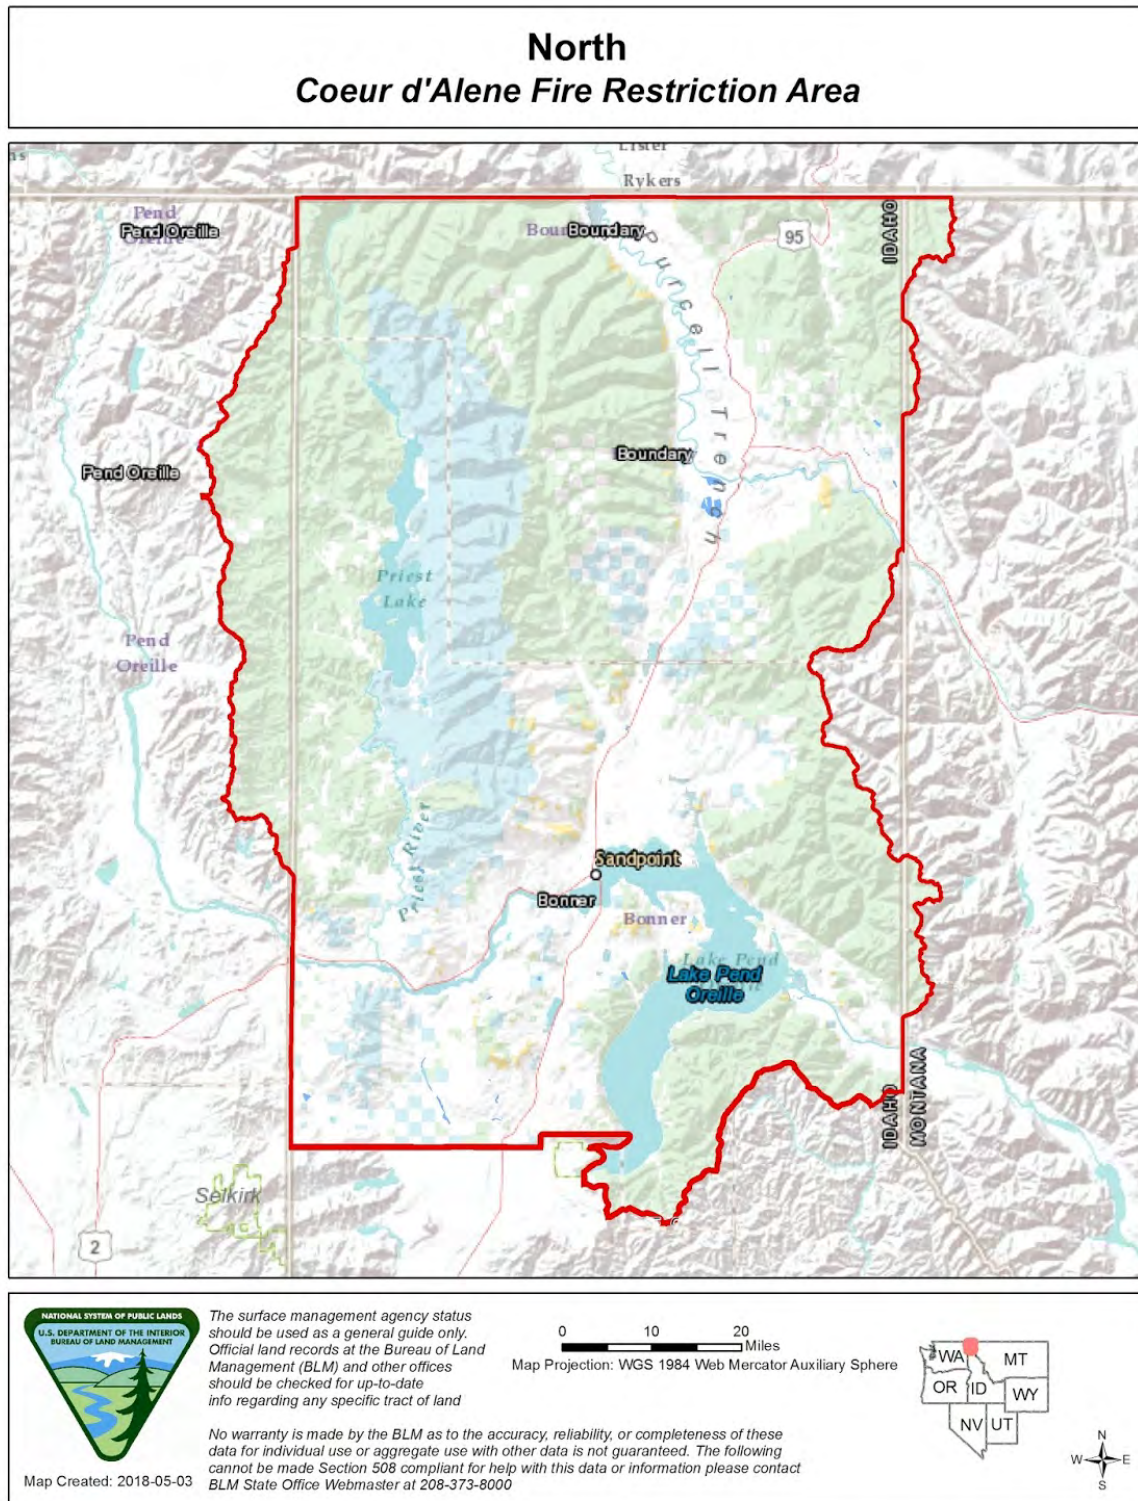 North
Coeur d'Alene Fire Restriction Area
Lister
Rykers
Pend
Pend Oreille
Boundary
95
IDAHO
Purcell Trench
Boundary
Pend Oreille
Priest
Lake
Pend
Oreille
Priest River
Sandpoint
Bonner
Bonner
Lake Pend
Lake Pend
Oreille
IDAHO
MONTANA
Selkirk
2
NATIONAL SYSTEM OF PUBLIC LANDS
U.S. DEPARTMENT OF THE INTERIOR
BUREAU OF LAND MANAGEMENT
Map Created: 2018-05-03
The surface management agency status
should be used as a general guide only.
Official land records at the Bureau of Land
Management (BLM) and other offices
should be checked for up-to-date
info regarding any specific tract of land
No warranty is made by the BLM as to the accuracy, reliability, or completeness of these
data for individual use or aggregate use with other data is not guaranteed. The following
cannot be made Section 508 compliant for help with this data or information please contact
BLM State Office Webmaster at 208-373-8000
0 10 20
Miles
Map Projection: WGS 1984 Web Mercator Auxiliary Sphere
WA MT
OR ID WY
NV UT
N
W E
S